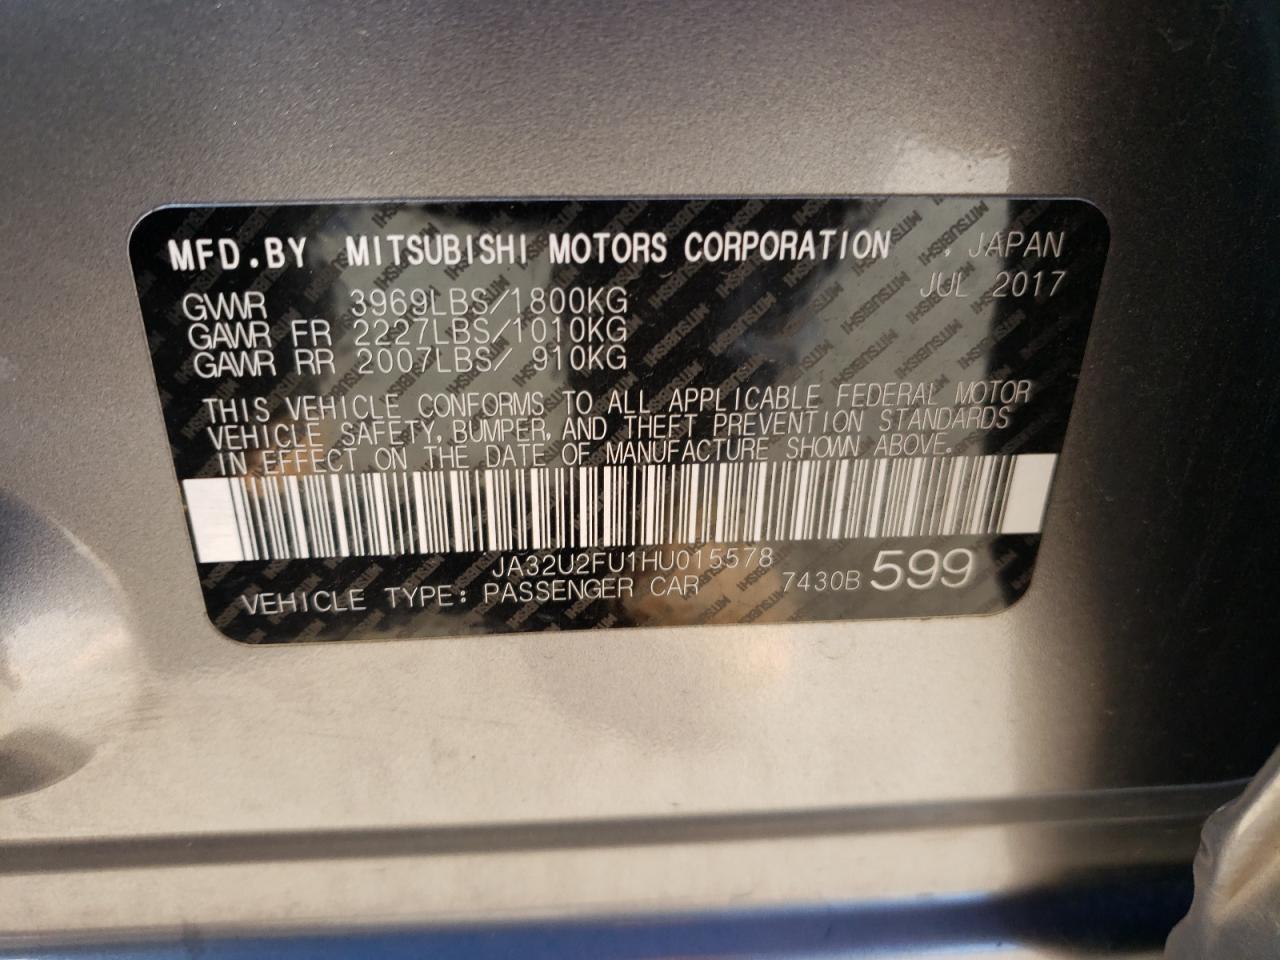 MFD.BY MITSUBISHI MOTORS CORPORATION , JAPAN
JUL 2017
GVWR 3969LBS/1800KG
GAWR FR 2227LBS/1010KG
GAWR RR 2007LBS/ 910KG
THIS VEHICLE CONFORMS TO ALL APPLICABLE FEDERAL MOTOR
VEHICLE SAFETY, BUMPER, AND THEFT PREVENTION STANDARDS
IN EFFECT ON THE DATE OF MANUFACTURE SHOWN ABOVE.
JA32U2FU1HU015578
VEHICLE TYPE: PASSENGER CAR 7430B 599